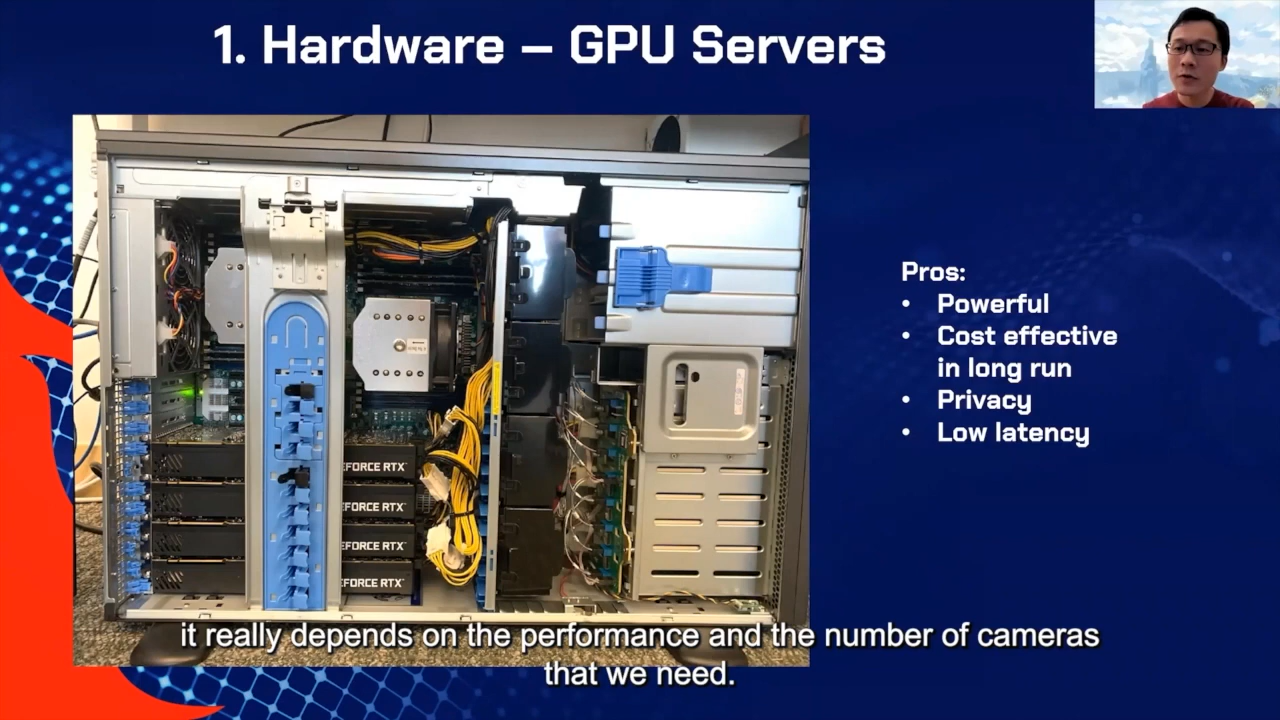 1. Hardware – GPU Servers
Pros:
• Powerful
• Cost effective
in long run
• Privacy
• Low latency
EFORCE RTX
EFORCE RTX
EFORCE RTX
EFORCE RTX
it really depends on the performance and the number of cameras
that we need.